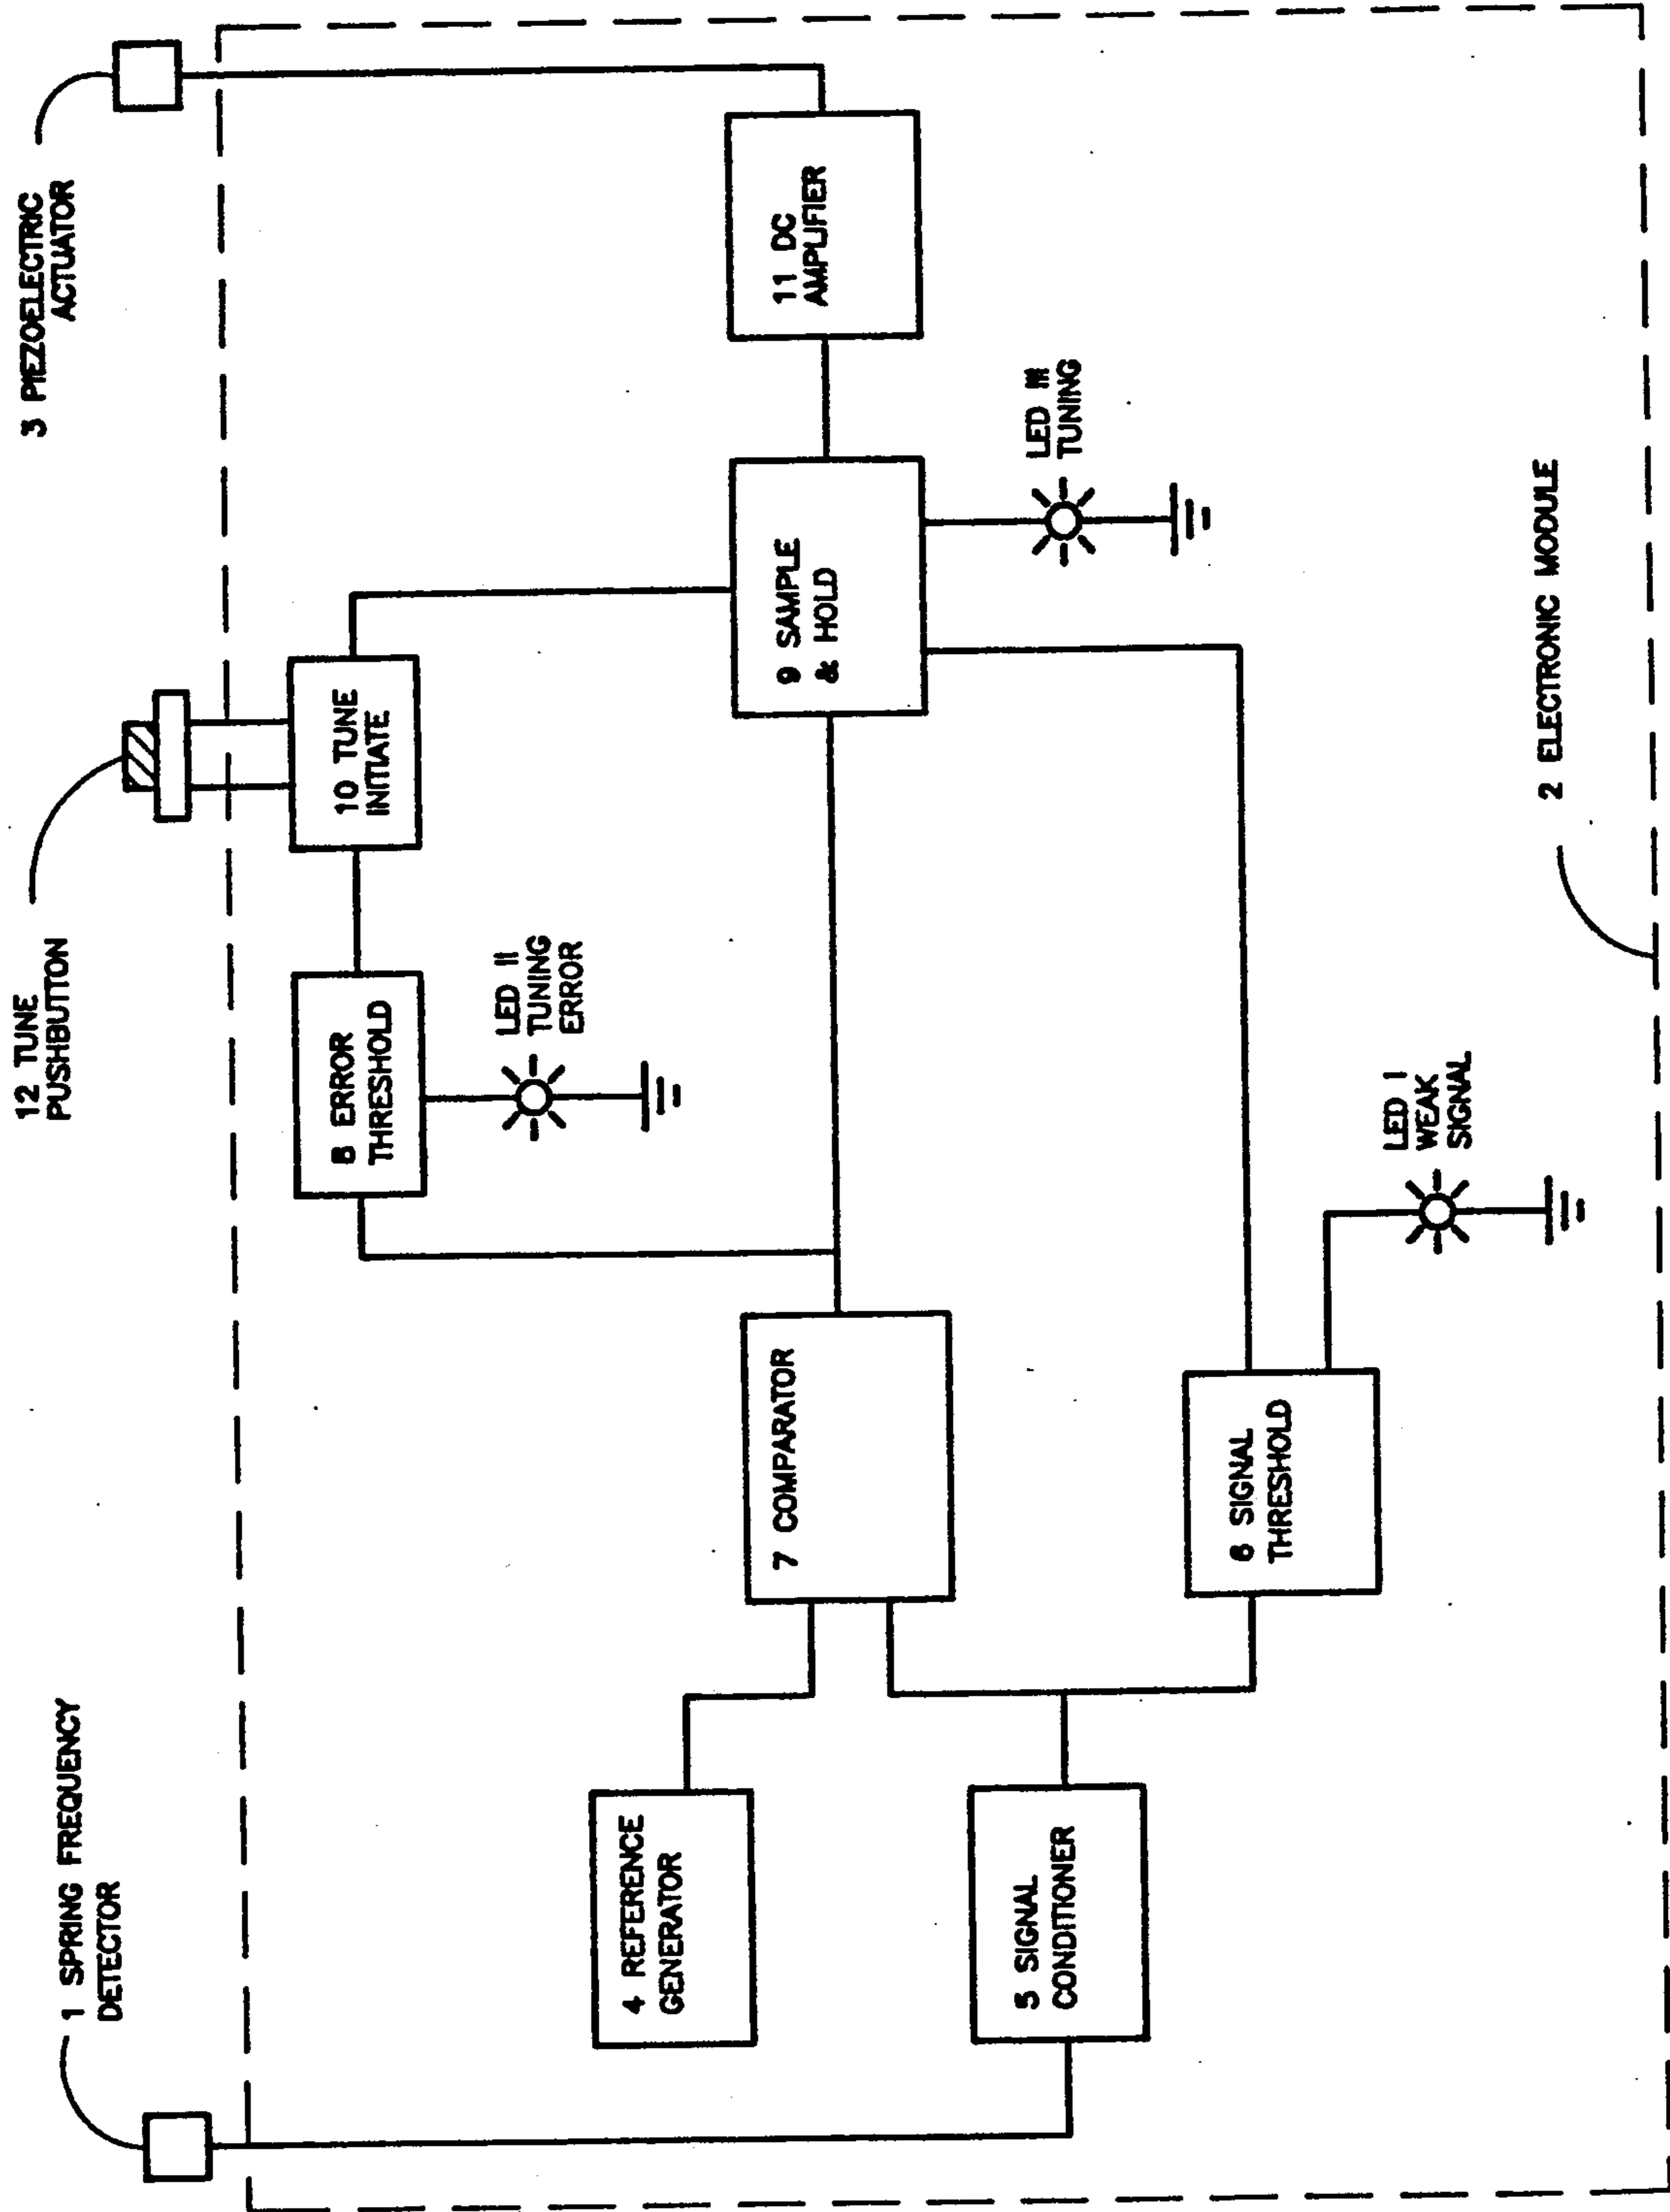 1 SPRING FREQUENCY
DETECTOR
12 TUNE
PUSHBUTTON
3 PIEZOELECTRIC
ACTUATOR
8 ERROR
THRESHOLD
10 TUNE
INITIATE
LED II
TUNING
ERROR
4 REFERENCE
GENERATOR
7 COMPARATOR
9 SAMPLE
& HOLD
11 DC
AMPLIFIER
5 SIGNAL
CONDITIONER
LED III
TUNING
6 SIGNAL
THRESHOLD
LED I
WEAK
SIGNAL
2 ELECTRONIC MODULE